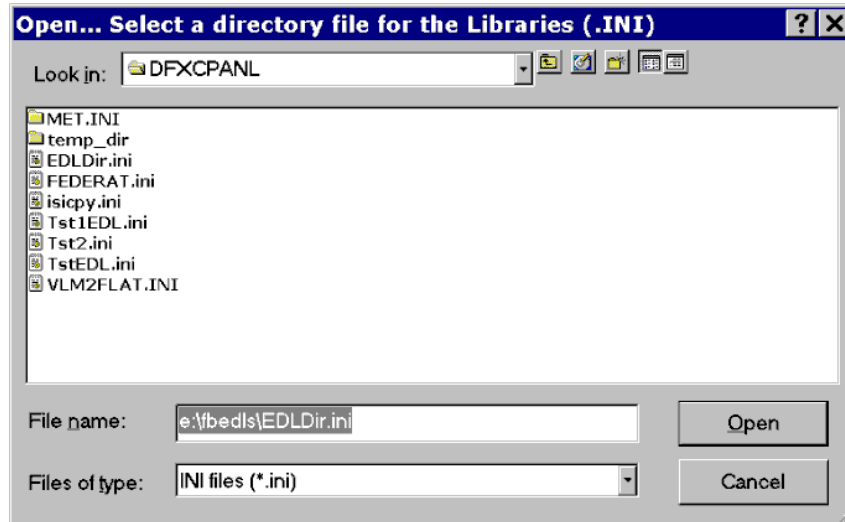 Open... Select a directory file for the Libraries (.INI)
Look in: DFXCPANL
MET.INI
temp_dir
EDLDir.ini
FEDERAT.ini
isicpy.ini
Tst1EDL.ini
Tst2.ini
TstEDL.ini
VLM2FLAT.INI
File name: e:\fbedls\EDLDir.ini Open
Files of type: INI files (*.ini) Cancel